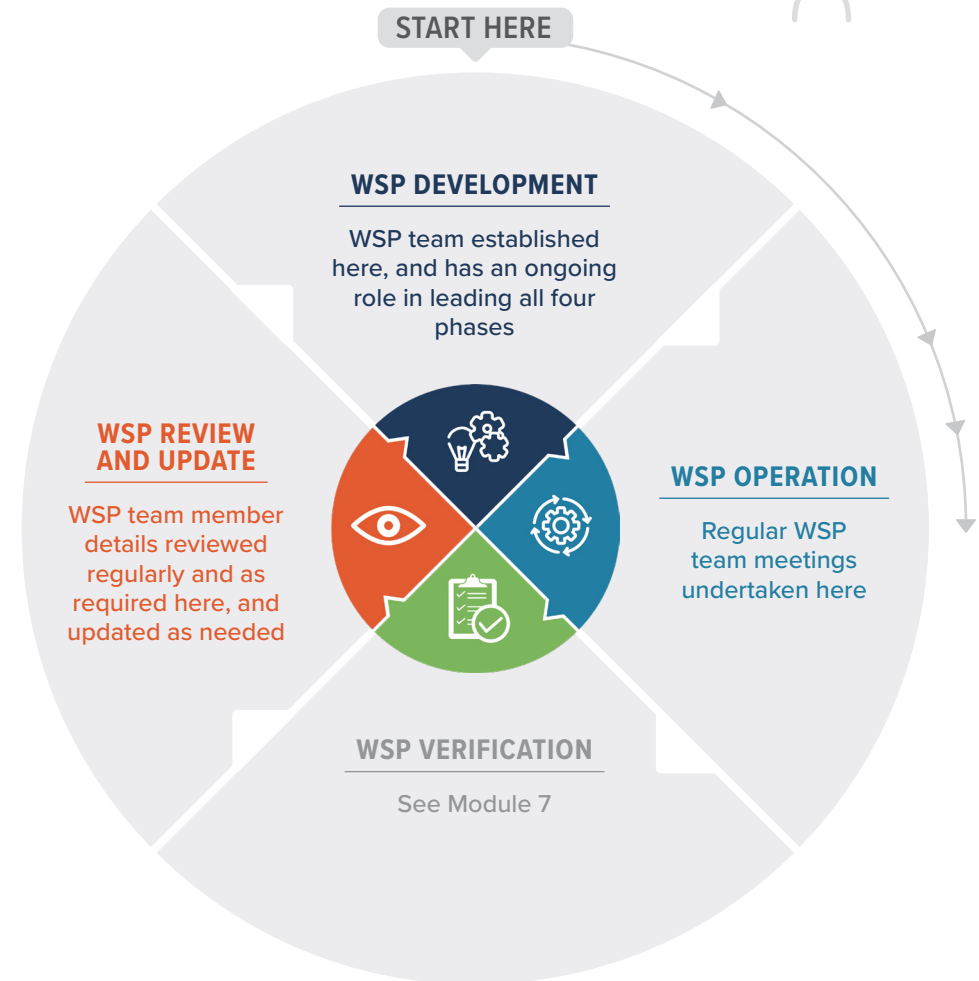 START HERE
WSP DEVELOPMENT
WSP team established
here, and has an ongoing
role in leading all four
phases
WSP OPERATION
Regular WSP
team meetings
undertaken here
WSP VERIFICATION
See Module 7
WSP REVIEW
AND UPDATE
WSP team member
details reviewed
regularly and as
required here, and
updated as needed